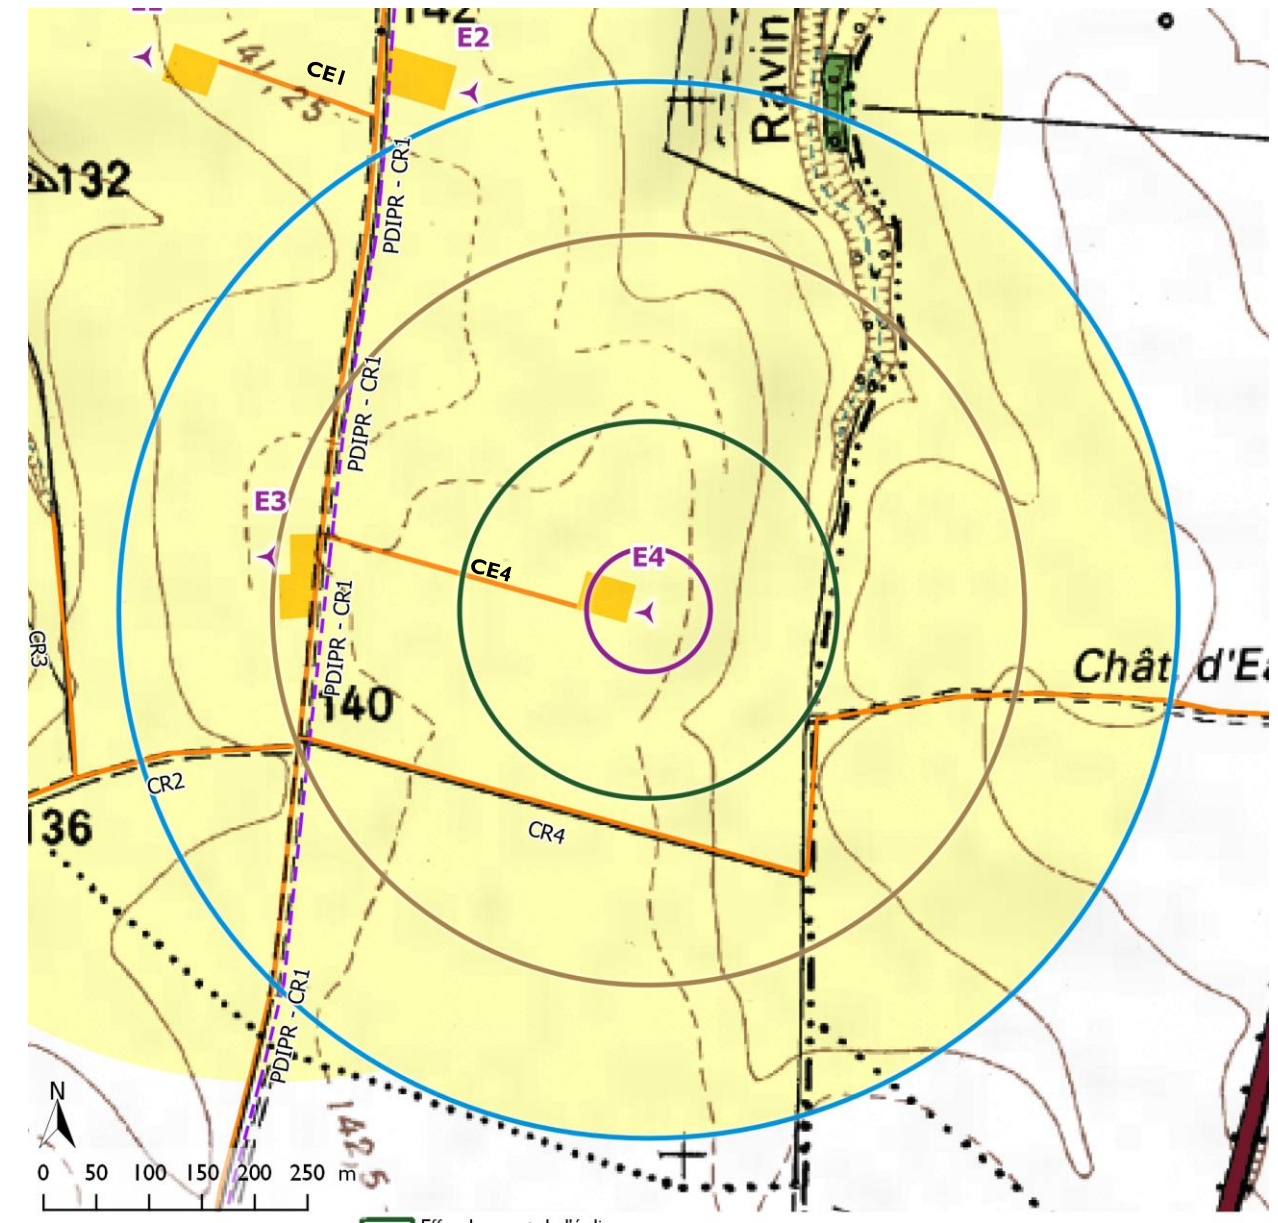 142
E2
CE1
141,25
Ravin
PDIPR - CR1
132
PDIPR - CR1
E3
E4
CE4
PDIPR - CR1
CR3
140
Chât d'Ea
CR2
136
CR4
PDIPR - CR1
N
142,5
0 50 100 150 200 250 m